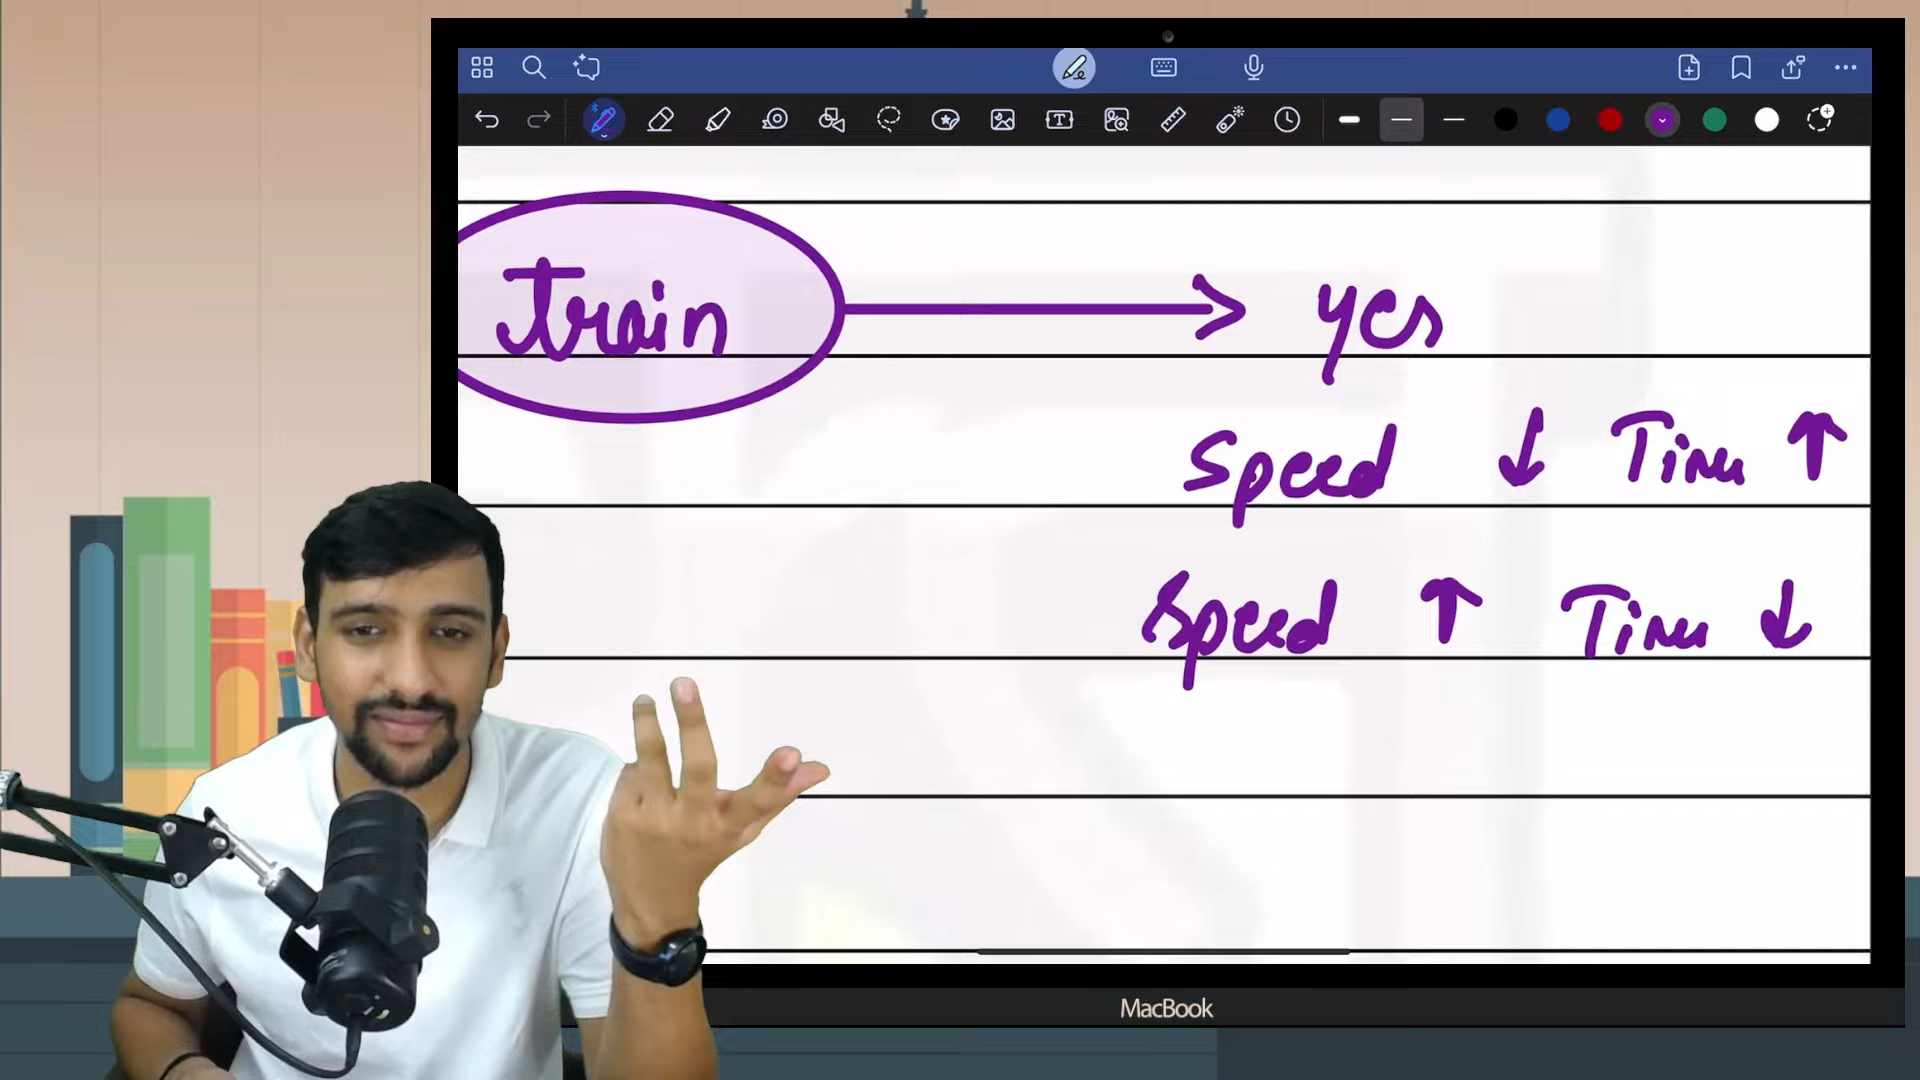 Train → yes
Speed ↓ Time ↑
Speed ↑ Time ↓
MacBook